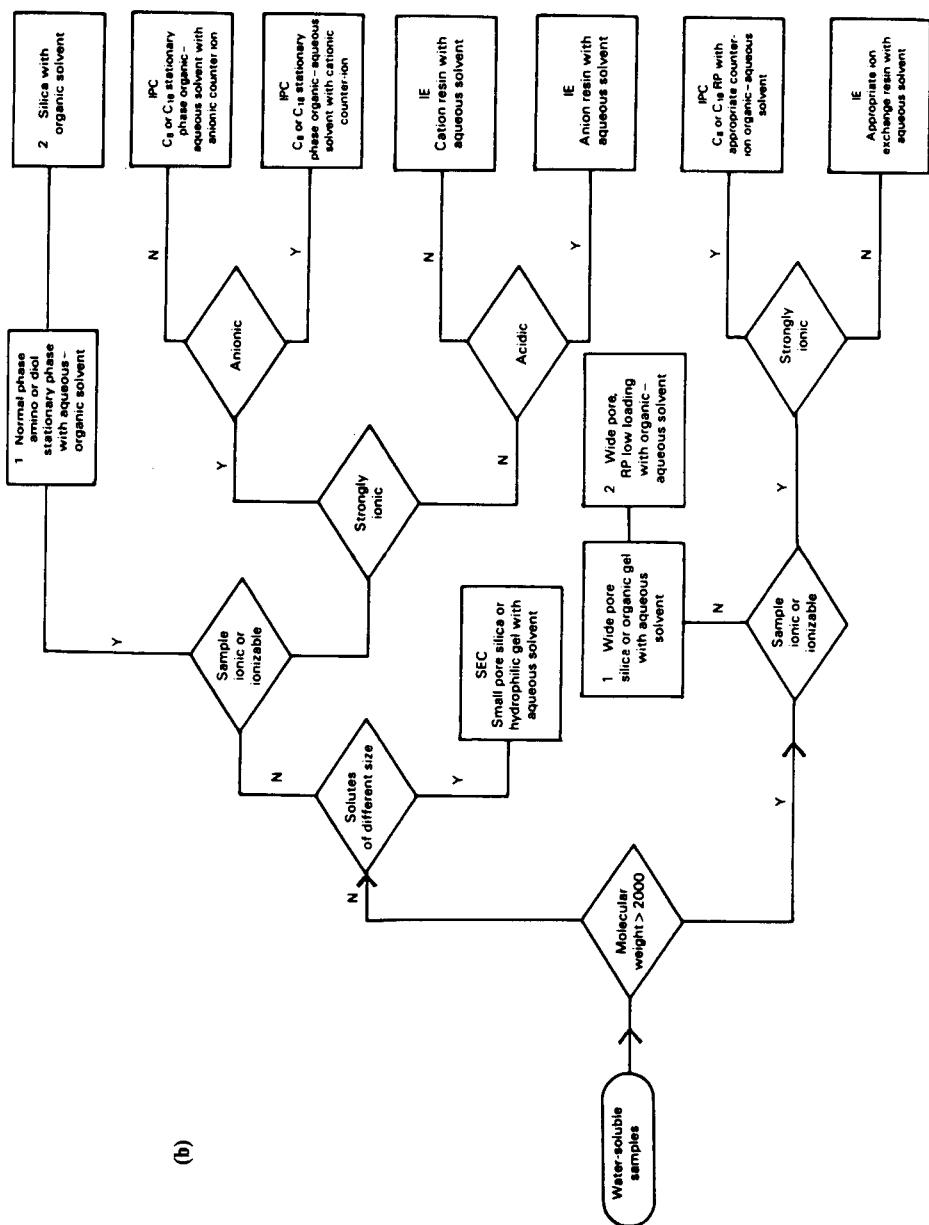 (b)
Water-soluble
samples
Molecular
weight > 2000
N
Y
Solutes
of different size
N
Y
SEC
Small pore silica or
hydrophilic gel with
aqueous solvent
Sample
ionic or
ionizable
Y
1 Normal phase
amino or diol
stationary phase
with aqueous–
organic solvent
2 Silica with
organic solvent
Strongly
ionic
Y
N
Anionic
N
Y
IPC
C8 or C18 stationary
phase organic–
aqueous solvent with
anionic counter ion
IPC
C8 or C18 stationary
phase organic–aqueous
solvent with cationic
counter-ion
Acidic
N
Y
IE
Cation resin with
aqueous solvent
IE
Anion resin with
aqueous solvent
Sample
ionic or
ionizable
N
Y
1 Wide pore
silica or organic gel
with aqueous
solvent
2 Wide pore,
RP low loading
with organic–
aqueous solvent
Strongly
ionic
Y
N
IPC
C8 or C18 RP with
appropriate counter-
ion organic–aqueous
solvent
IE
Appropriate ion
exchange resin with
aqueous solvent